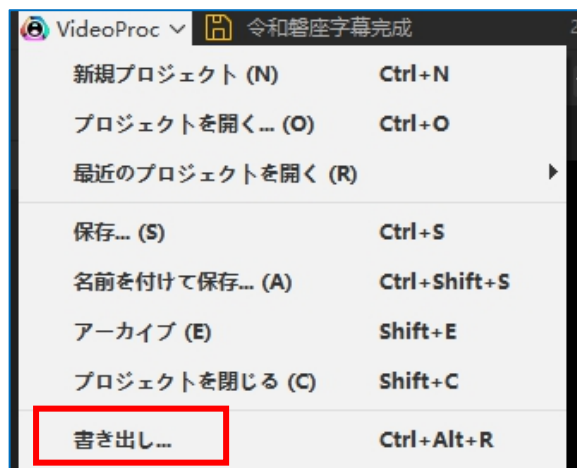 VideoProc 令和磐座字幕完成
新規プロジェクト (N) Ctrl+N
プロジェクトを開く... (O) Ctrl+O
最近のプロジェクトを開く (R)
保存... (S) Ctrl+S
名前を付けて保存... (A) Ctrl+Shift+S
アーカイブ (E) Shift+E
プロジェクトを閉じる (C) Shift+C
書き出し... Ctrl+Alt+R